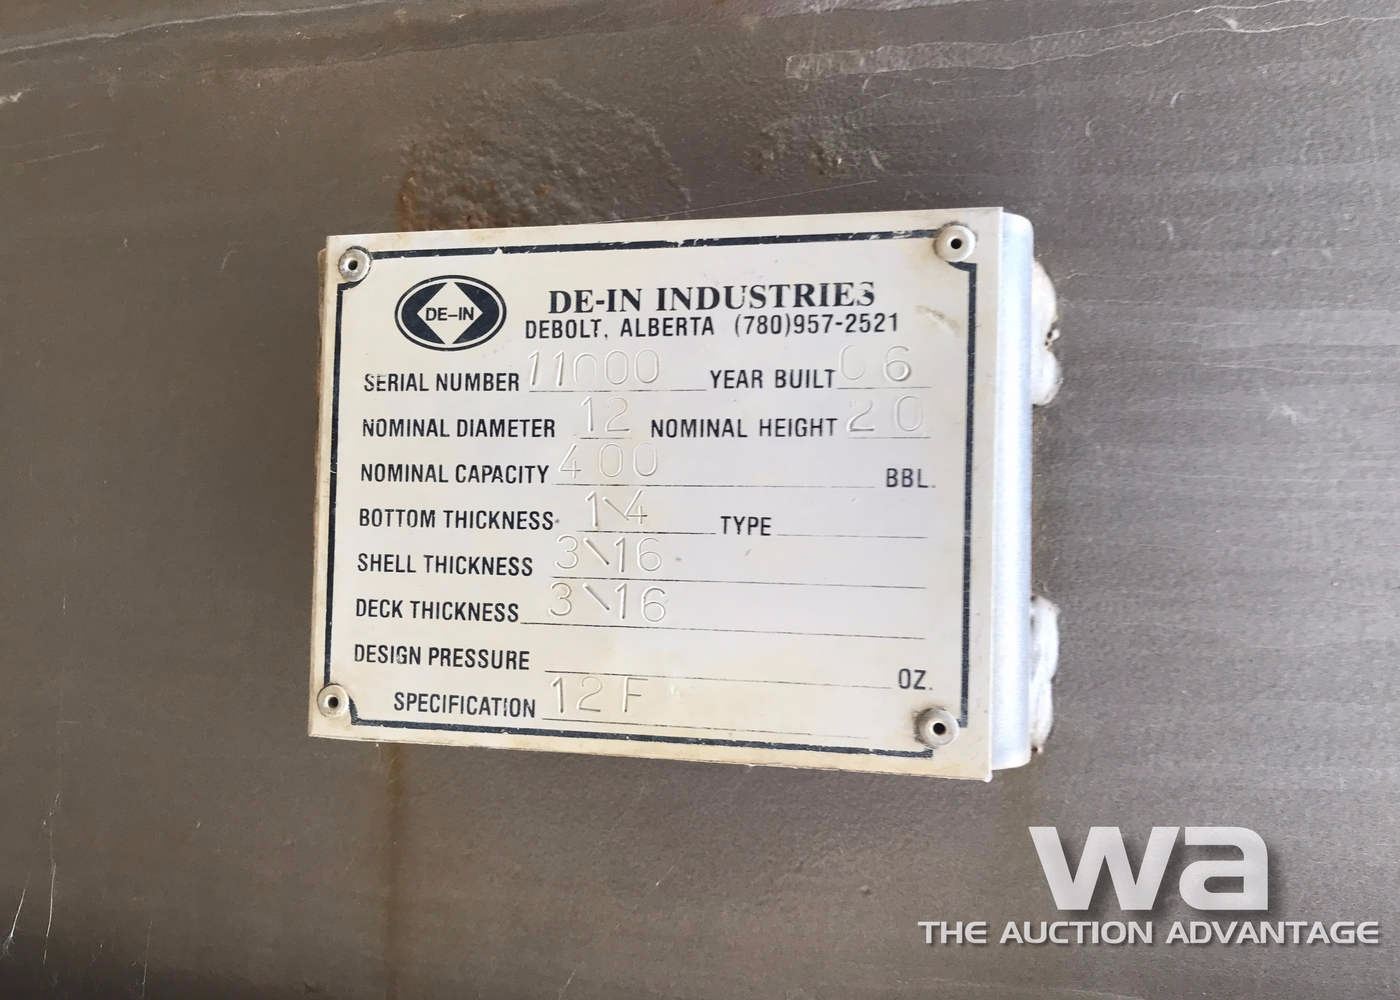 DE-IN
DE-IN INDUSTRIES
DEBOLT, ALBERTA (780)957-2521
SERIAL NUMBER 11000 YEAR BUILT 06
NOMINAL DIAMETER 12 NOMINAL HEIGHT 20
NOMINAL CAPACITY 400 BBL.
BOTTOM THICKNESS 1\4 TYPE
SHELL THICKNESS 3\16
DECK THICKNESS 3\16
DESIGN PRESSURE OZ.
SPECIFICATION 12F
wa
THE AUCTION ADVANTAGE